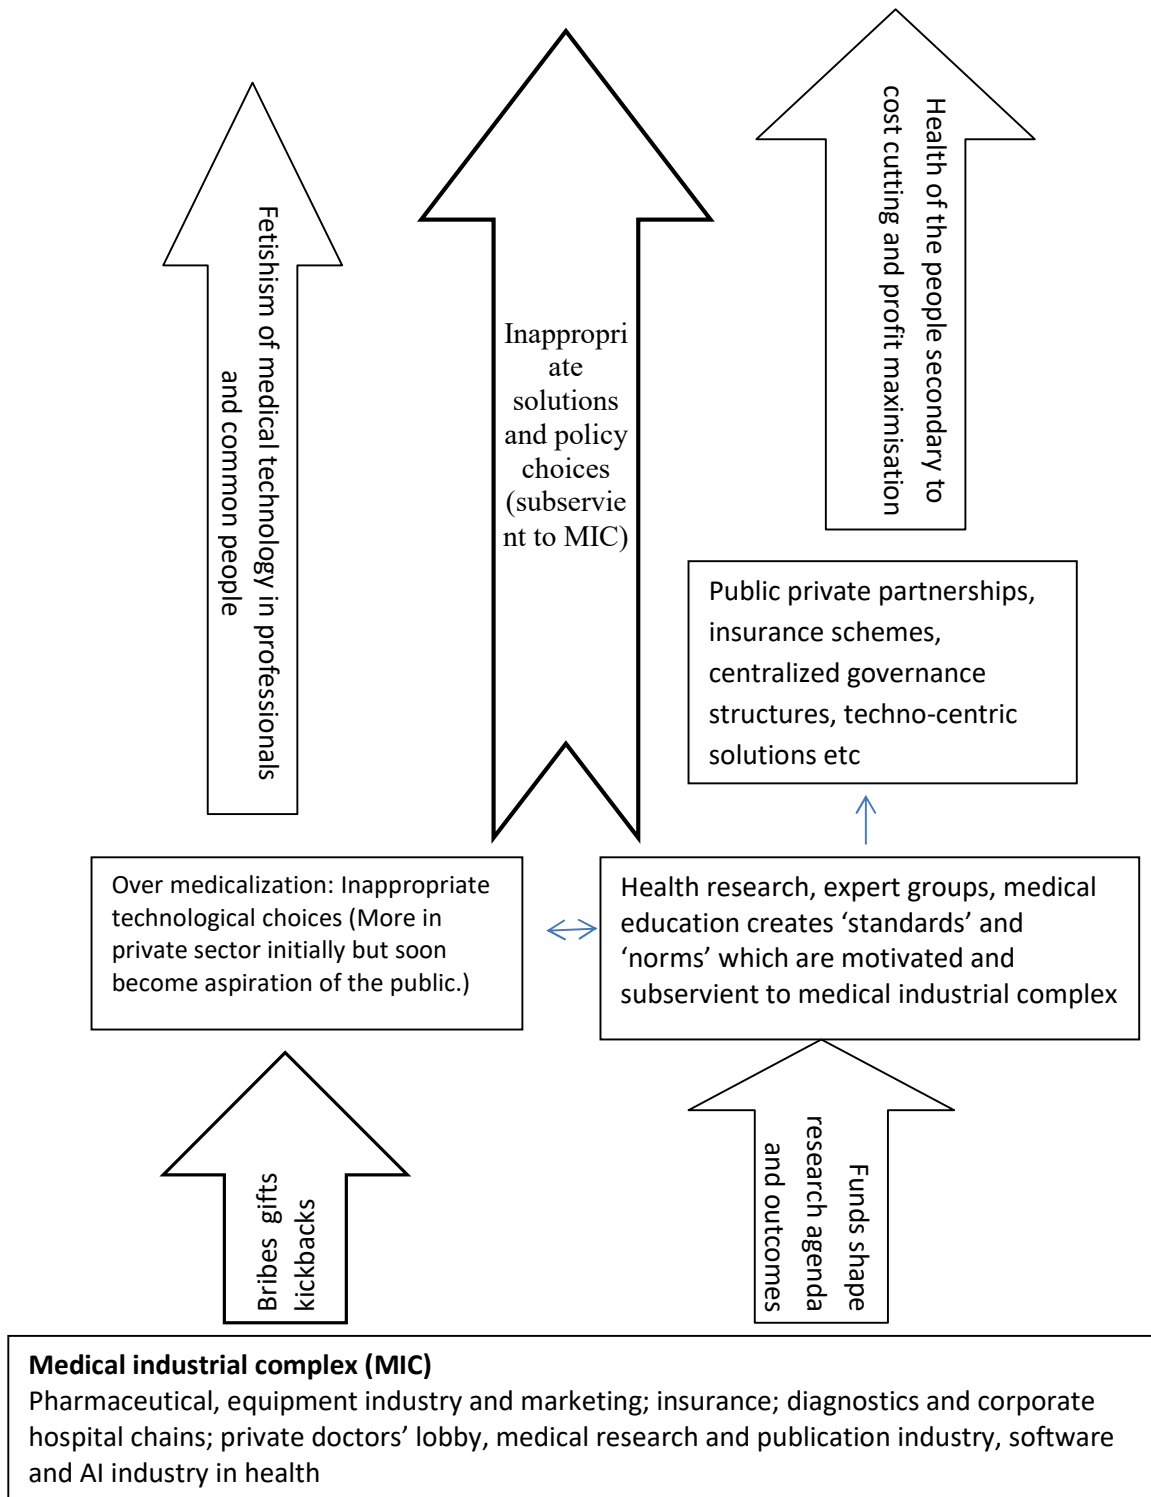 Fetishism of medical technology in professionals
and common people
Inappropri
ate
solutions
and policy
choices
(subservie
nt to MIC)
Health of the people secondary to
cost cutting and profit maximisation
Public private partnerships,
insurance schemes,
centralized governance
structures, techno-centric
solutions etc
Over medicalization: Inappropriate
technological choices (More in
private sector initially but soon
become aspiration of the public.)
Health research, expert groups, medical
education creates ‘standards’ and
‘norms’ which are motivated and
subservient to medical industrial complex
Bribes gifts
kickbacks
Funds shape
research agenda
and outcomes
Medical industrial complex (MIC)
Pharmaceutical, equipment industry and marketing; insurance; diagnostics and corporate
hospital chains; private doctors’ lobby, medical research and publication industry, software
and AI industry in health